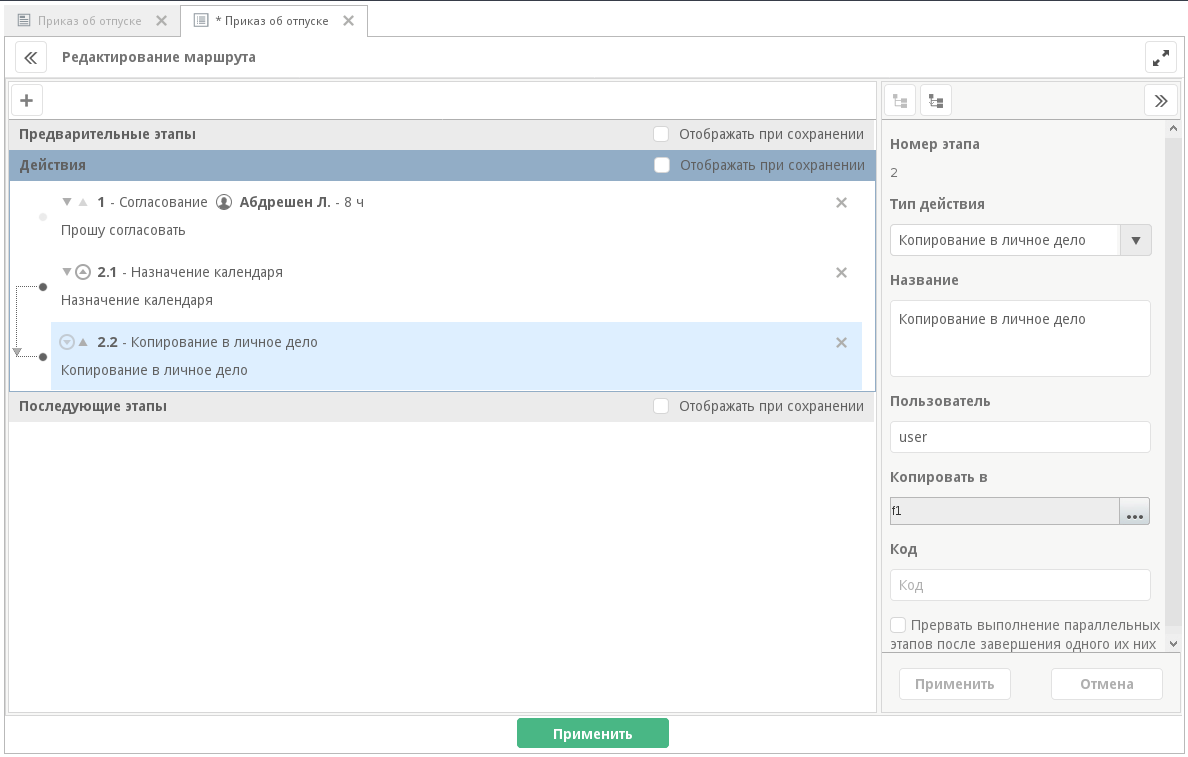 Приказ об отпуске
* Приказ об отпуске
Редактирование маршрута
Предварительные этапы
Отображать при сохранении
Действия
Отображать при сохранении
1 - Согласование Абдрешен Л. - 8 ч
Прошу согласовать
2.1 - Назначение календаря
Назначение календаря
2.2 - Копирование в личное дело
Копирование в личное дело
Последующие этапы
Отображать при сохранении
Номер этапа
2
Тип действия
Копирование в личное дело
Название
Копирование в личное дело
Пользователь
user
Копировать в
f1
...
Код
Код
Прервать выполнение параллельных
этапов после завершения одного их них
Применить
Отмена
Применить